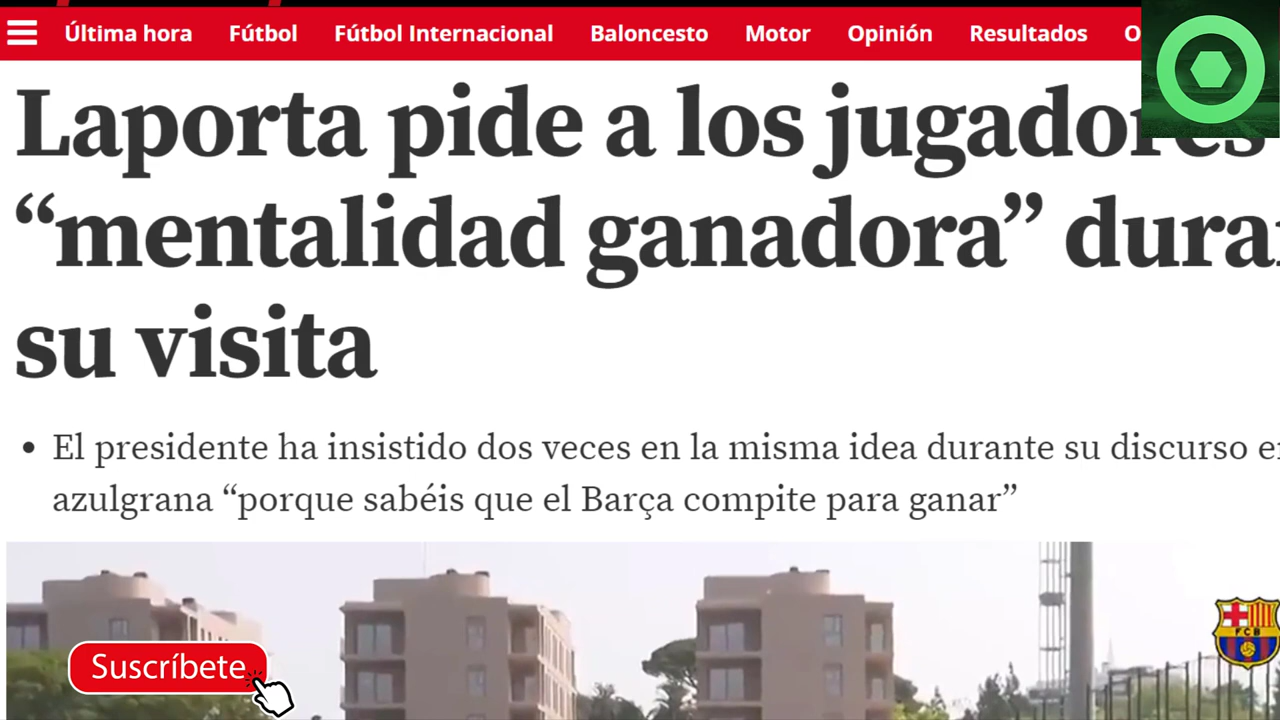 Última hora Fútbol Fútbol Internacional Baloncesto Motor Opinión Resultados O
Laporta pide a los jugadores
“mentalidad ganadora” dura
su visita
• El presidente ha insistido dos veces en la misma idea durante su discurso e
azulgrana “porque sabéis que el Barça compite para ganar”
FCB
Suscríbete